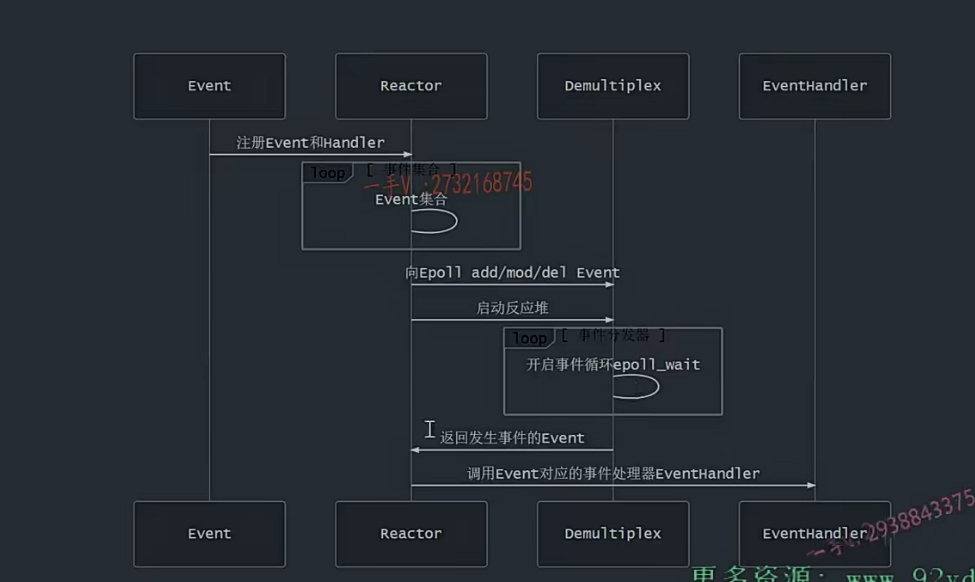 Event Reactor Demultiplex EventHandler
注册Event和Handler
loop [ 事件集合 ]
一手V :2732168745
Event集合
向Epoll add/mod/del Event
启动反应堆
loop [ 事件分发器 ]
开启事件循环epoll_wait
返回发生事件的Event
调用Event对应的事件处理器EventHandler
Event Reactor Demultiplex EventHandler
一手V:2938843375
更多资源: www.92yd